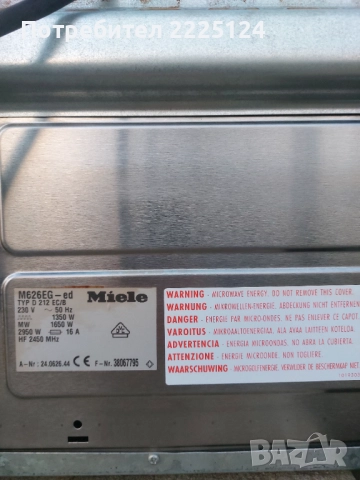 Потребител 2225124
M626EG-ed
Miele
TYP D 212 EC/B
230 V ~ 50 Hz
1350 W
MW 1650 W
2950 W 16 A
HF 2450 MHz
A-Nr: 24.0626.44 CE F-Nr. 38067795
WARNING - MICROWAVE ENERGY. DO NOT REMOVE THIS COVER.
WARNUNG - MIKROWELLEN-ENERGIE. ABDECKUNG NICHT ENTFERNEN
DANGER - ENERGIE PAR MICRO-ONDES. NE PAS ENLEVER CE CAPOT.
VAROITUS - MIKROAALTOENERGIAA. ÄLÄ AVAA LAITTEEN KOTELOA
ADVERTENCIA - ENERGIA MICROONDAS. NO ABRIR LA CUBIERTA.
ATTENZIONE - ENERGIE MICROONDE. NON TOGLIERE.
WAARSCHUWING - MICROGOLFENERGIE. VERWIJDER DE BESCHERMKAP NIET.
bazar